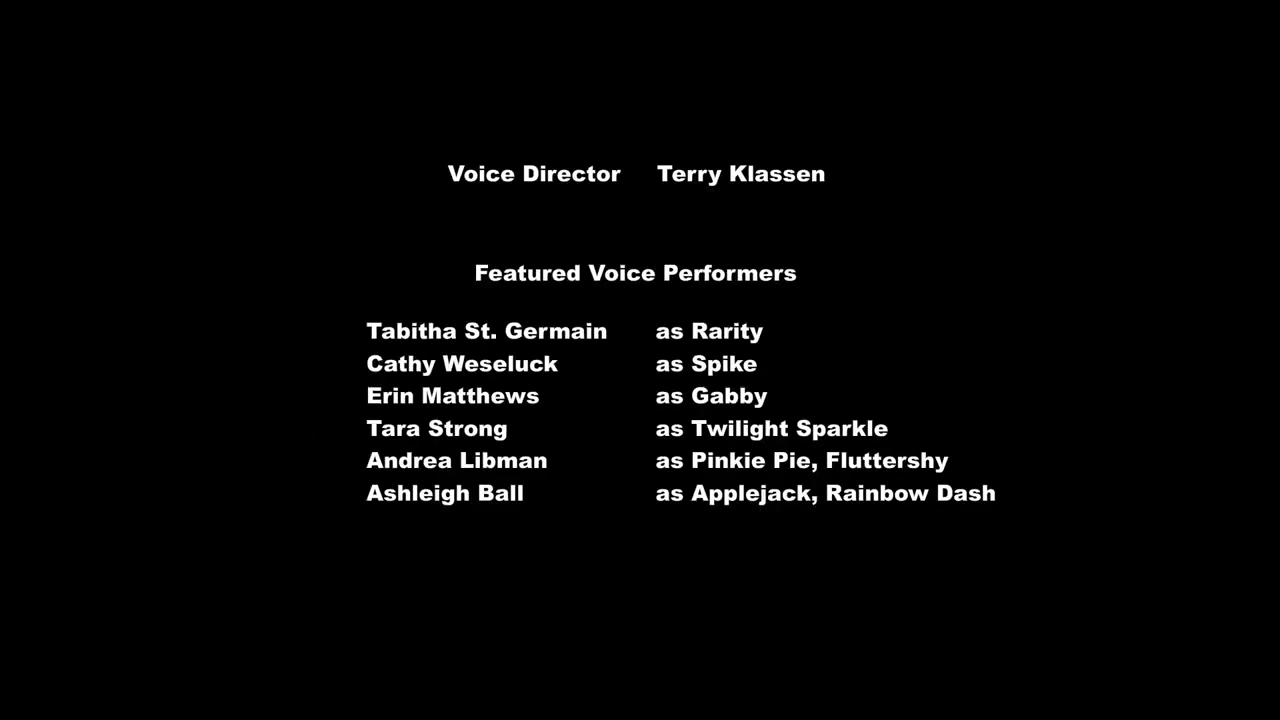 Voice Director Terry Klassen
Featured Voice Performers
Tabitha St. Germain as Rarity
Cathy Weseluck as Spike
Erin Matthews as Gabby
Tara Strong as Twilight Sparkle
Andrea Libman as Pinkie Pie, Fluttershy
Ashleigh Ball as Applejack, Rainbow Dash